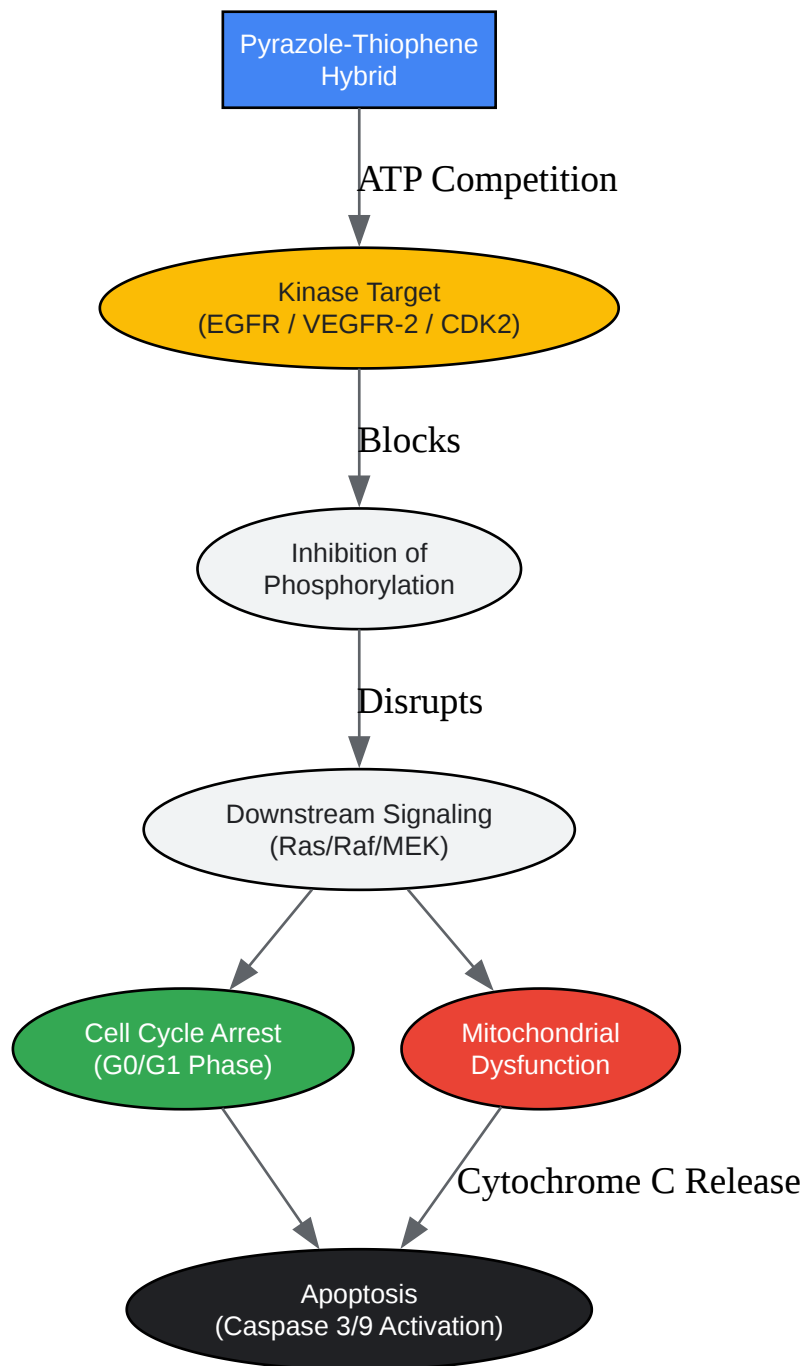 Pyrazole-Thiophene
Hybrid
ATP Competition
Kinase Target
(EGFR / VEGFR-2 / CDK2)
Blocks
Inhibition of
Phosphorylation
Disrupts
Downstream Signaling
(Ras/Raf/MEK)
Cell Cycle Arrest
(G0/G1 Phase)
Mitochondrial
Dysfunction
Cytochrome C Release
Apoptosis
(Caspase 3/9 Activation)